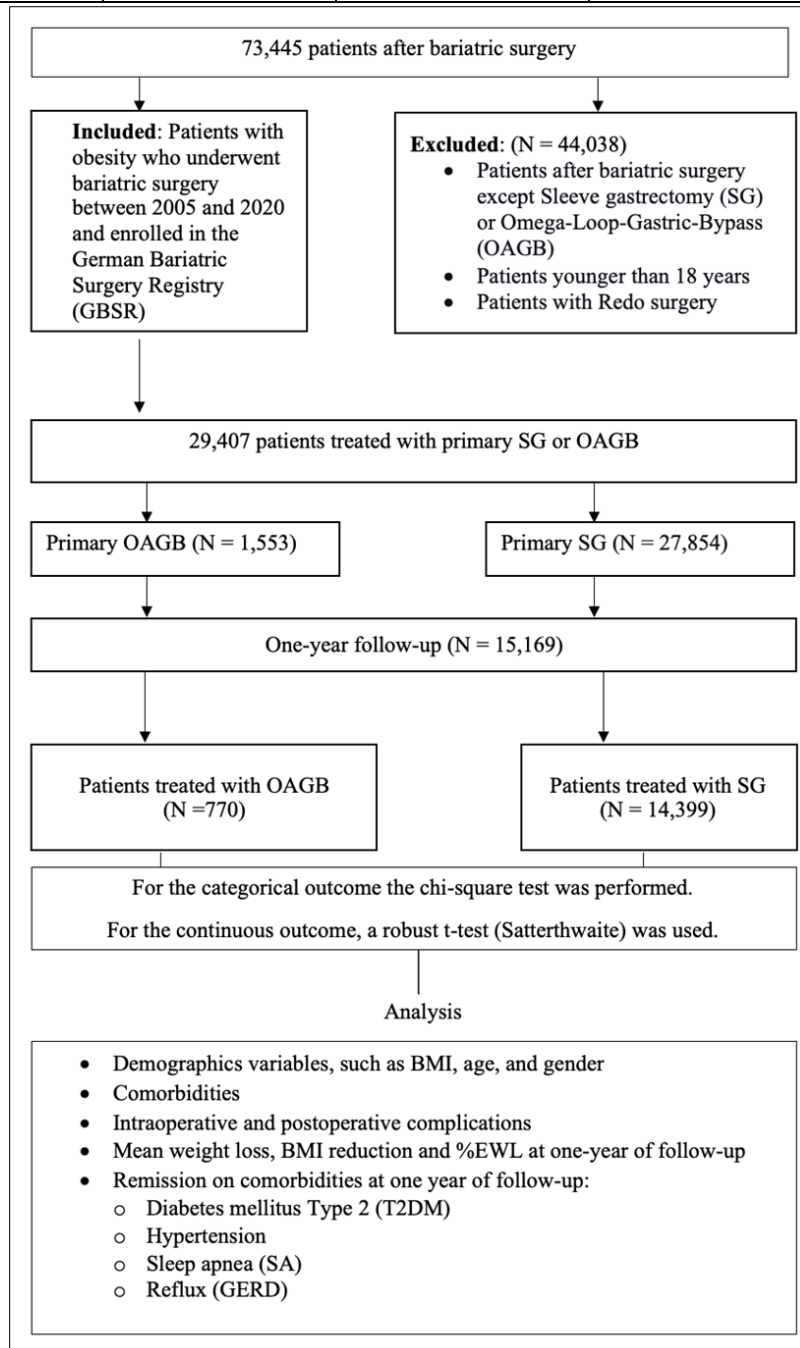 73,445 patients after bariatric surgery
Included: Patients with
obesity who underwent
bariatric surgery
between 2005 and 2020
and enrolled in the
German Bariatric
Surgery Registry
(GBSR)
Excluded: (N = 44,038)
• Patients after bariatric surgery
except Sleeve gastrectomy (SG)
or Omega-Loop-Gastric-Bypass
(OAGB)
• Patients younger than 18 years
• Patients with Redo surgery
29,407 patients treated with primary SG or OAGB
Primary OAGB (N = 1,553)
Primary SG (N = 27,854)
One-year follow-up (N = 15,169)
Patients treated with OAGB
(N =770)
Patients treated with SG
(N = 14,399)
For the categorical outcome the chi-square test was performed.
For the continuous outcome, a robust t-test (Satterthwaite) was used.
Analysis
• Demographics variables, such as BMI, age, and gender
• Comorbidities
• Intraoperative and postoperative complications
• Mean weight loss, BMI reduction and %EWL at one-year of follow-up
• Remission on comorbidities at one year of follow-up:
o Diabetes mellitus Type 2 (T2DM)
o Hypertension
o Sleep apnea (SA)
o Reflux (GERD)